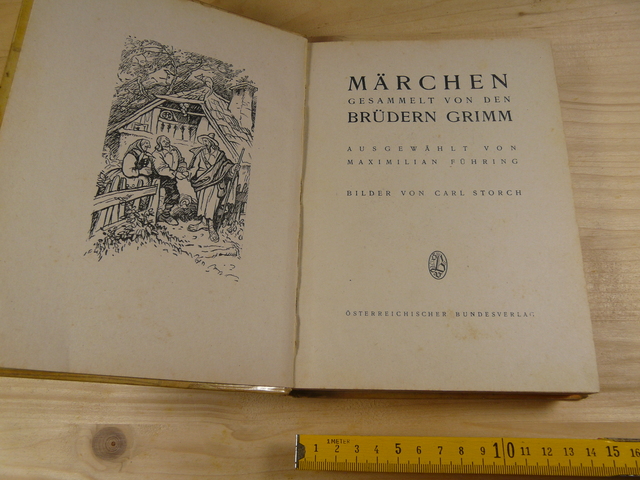 MÄRCHEN
GESAMMELT VON DEN
BRÜDERN GRIMM
AUSGEWÄHLT VON
MAXIMILIAN FÜHRING
BILDER VON CARL STORCH
ÖSTERREICHISCHER BUNDESVERLAG
1 METER
1 2 3 4 5 6 7 8 9 10 11 12 13 14 15 16